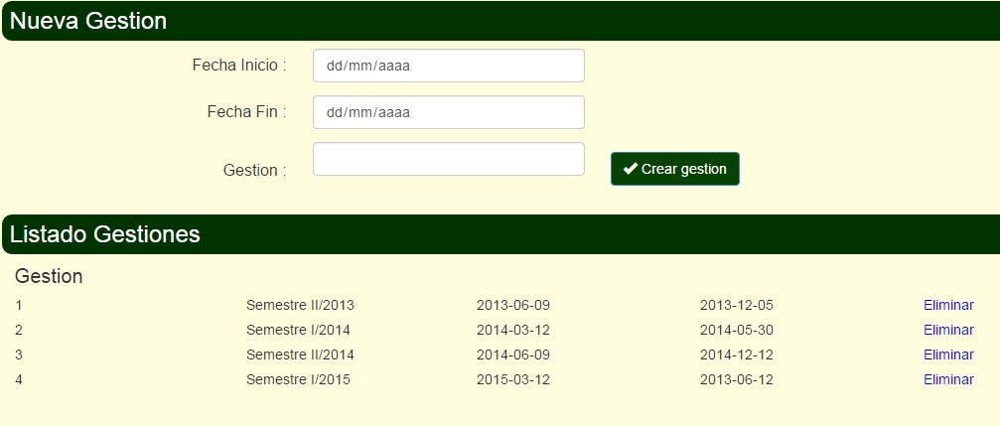 Nueva Gestion
Fecha Inicio : dd/mm/aaaa
Fecha Fin : dd/mm/aaaa
Gestion : Crear gestion
Listado Gestiones
Gestion
1 Semestre II/2013 2013-06-09 2013-12-05 Eliminar
2 Semestre I/2014 2014-03-12 2014-05-30 Eliminar
3 Semestre II/2014 2014-06-09 2014-12-12 Eliminar
4 Semestre I/2015 2015-03-12 2013-06-12 Eliminar